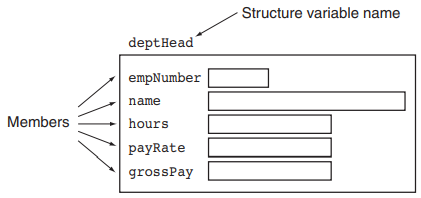 Structure variable name
deptHead
empNumber
name
Members
hours
payRate
grossPay